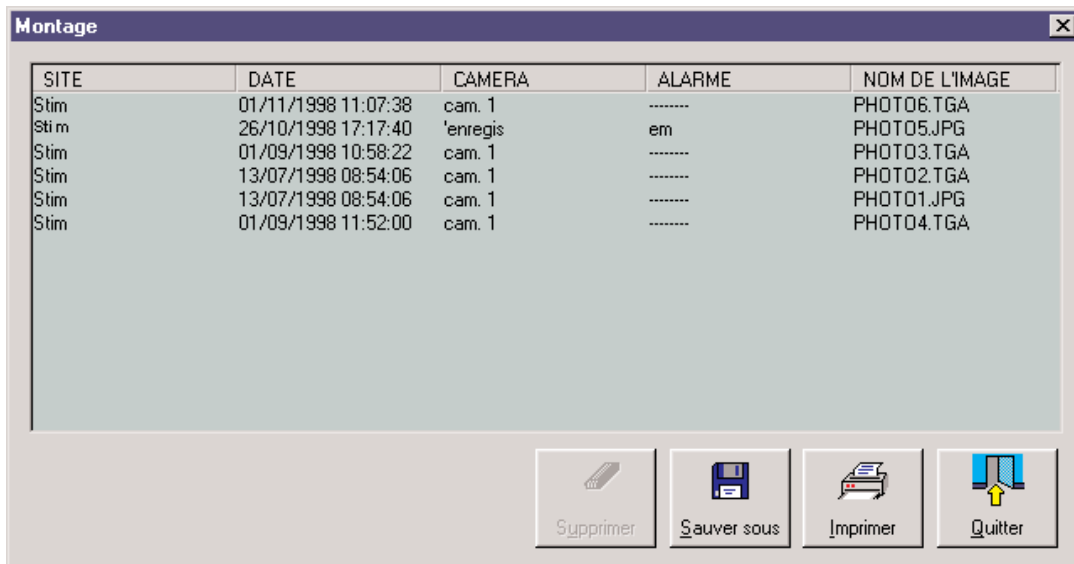 Montage
SITE DATE CAMERA ALARME NOM DE L'IMAGE
Stim 01/11/1998 11:07:38 cam. 1 -------- PHOTO6.TGA
Stim 26/10/1998 17:17:40 'enregis em PHOTO5.JPG
Stim 01/09/1998 10:58:22 cam. 1 -------- PHOTO3.TGA
Stim 13/07/1998 08:54:06 cam. 1 -------- PHOTO2.TGA
Stim 13/07/1998 08:54:06 cam. 1 -------- PHOTO1.JPG
Stim 01/09/1998 11:52:00 cam. 1 -------- PHOTO4.TGA
Supprimer Sauver sous Imprimer Quitter